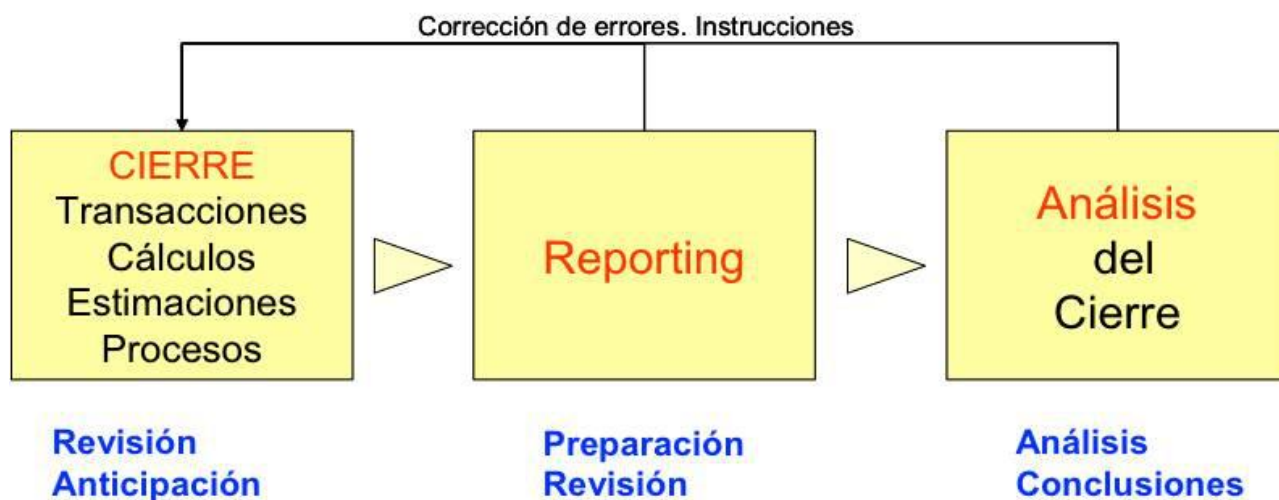 Corrección de errores. Instrucciones
CIERRE
Transacciones
Cálculos
Estimaciones
Procesos
Reporting
Análisis
del
Cierre
Revisión
Anticipación
Preparación
Revisión
Análisis
Conclusiones